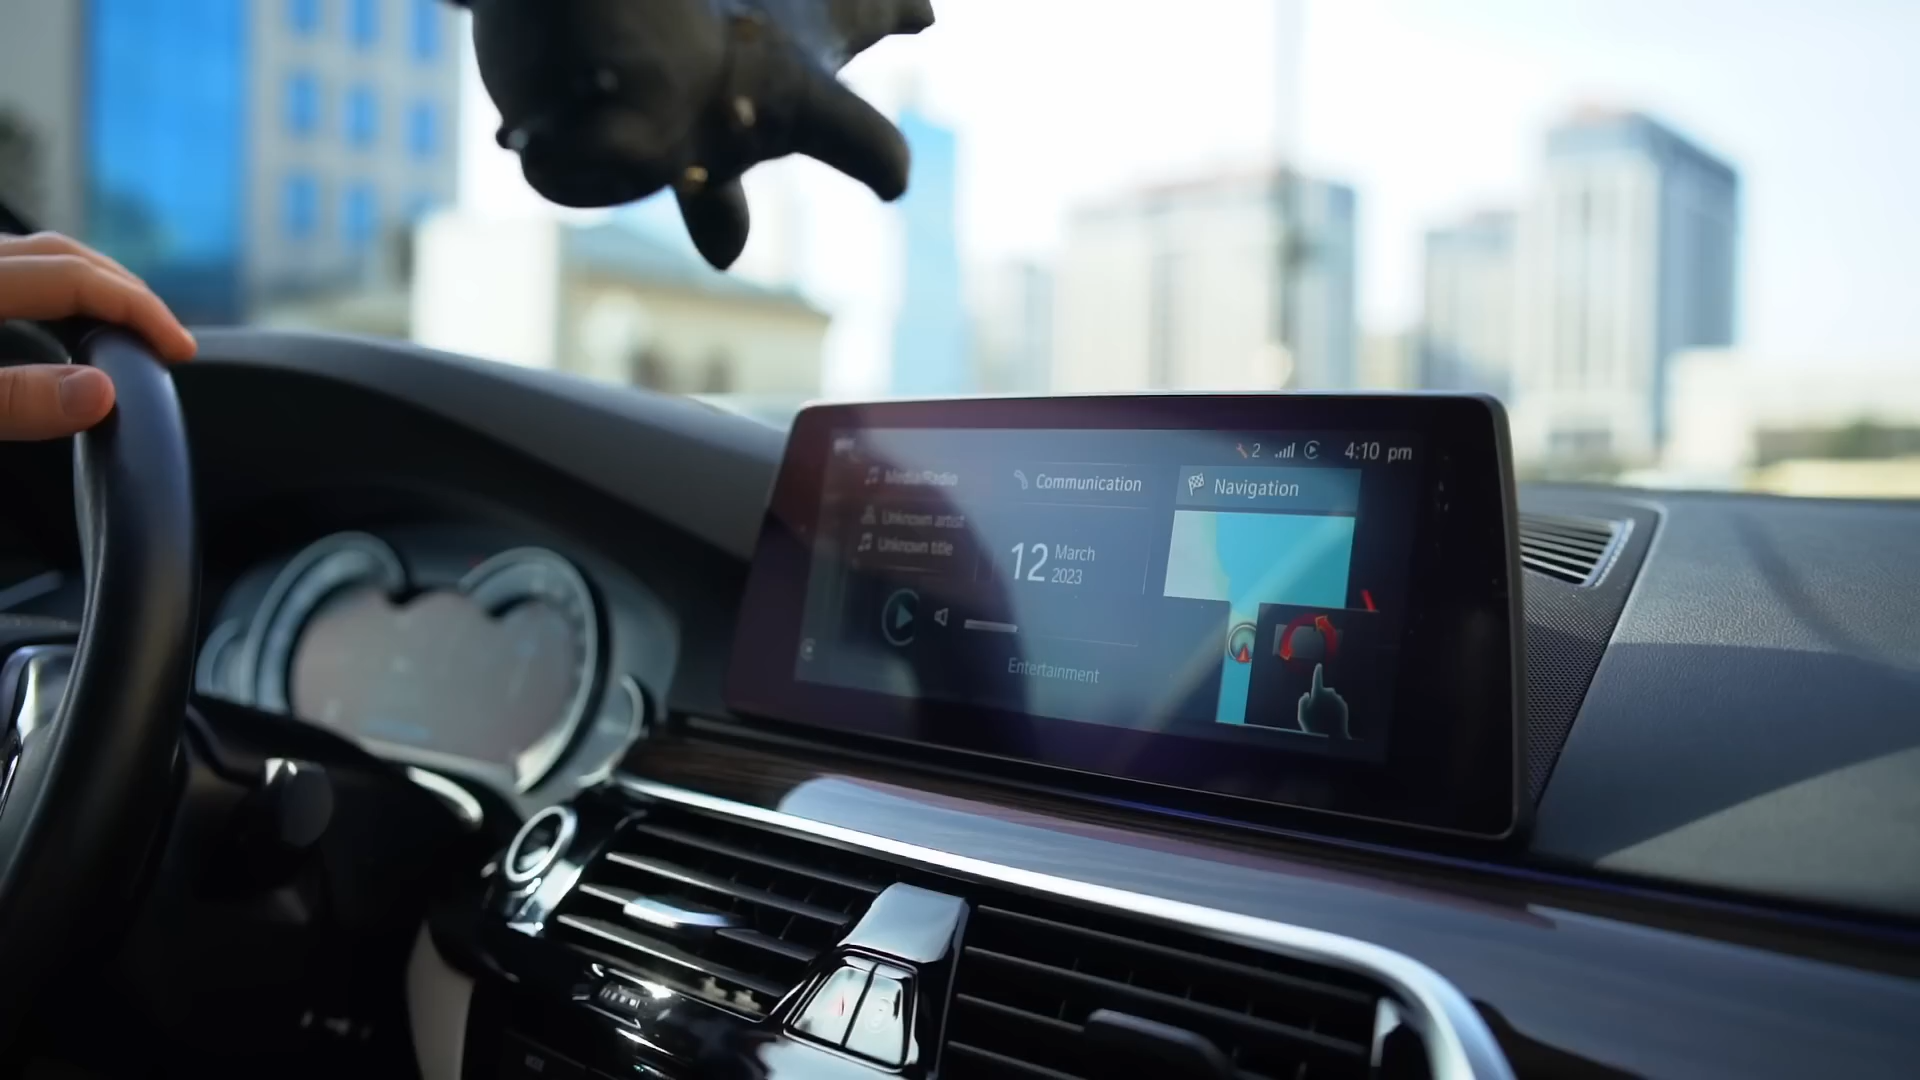 2
4:10 pm
Media/Radio
Communication
Navigation
Unknown artist
Unknown title
12 March
2023
Entertainment